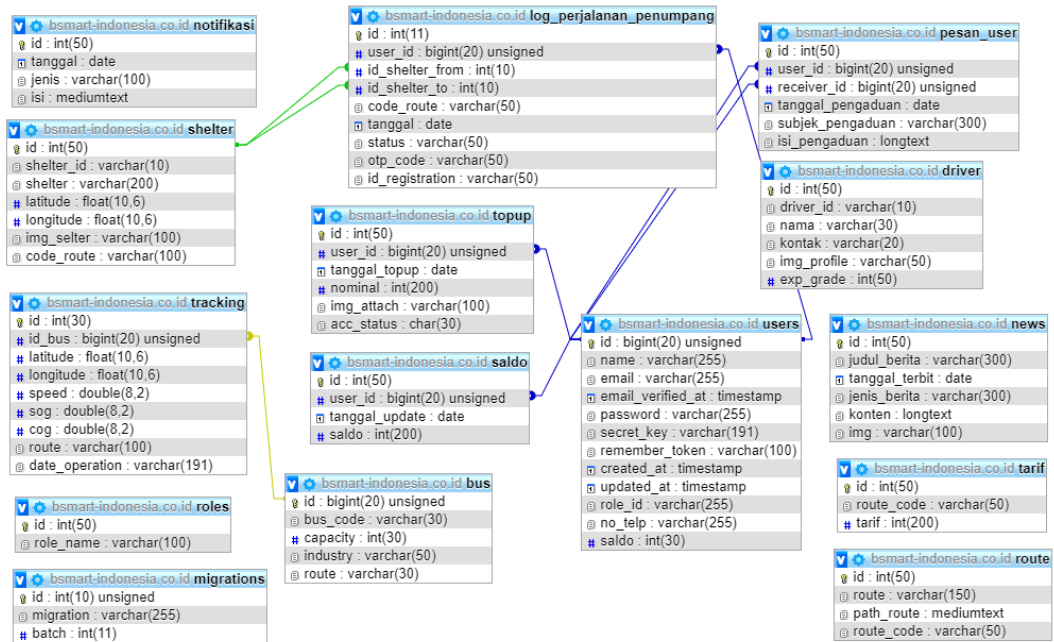 bsmart-indonesia.co.id notifikasi
id : int(50)
tanggal : date
jenis : varchar(100)
isi : mediumtext
bsmart-indonesia.co.id shelter
id : int(50)
shelter_id : varchar(10)
shelter : varchar(200)
latitude : float(10,6)
longitude : float(10,6)
img_selter : varchar(100)
code_route : varchar(100)
bsmart-indonesia.co.id tracking
id : int(30)
id_bus : bigint(20) unsigned
latitude : float(10,6)
longitude : float(10,6)
speed : double(8,2)
sog : double(8,2)
cog : double(8,2)
route : varchar(100)
date_operation : varchar(191)
bsmart-indonesia.co.id roles
id : int(50)
role_name : varchar(100)
bsmart-indonesia.co.id migrations
id : int(10) unsigned
migration : varchar(255)
batch : int(11)
bsmart-indonesia.co.id log_perjalanan_penumpang
id : int(11)
user_id : bigint(20) unsigned
id_shelter_from : int(10)
id_shelter_to : int(10)
code_route : varchar(50)
tanggal : date
status : varchar(50)
otp_code : varchar(50)
id_registration : varchar(50)
bsmart-indonesia.co.id topup
id : int(50)
user_id : bigint(20) unsigned
tanggal_topup : date
nominal : int(200)
img_attach : varchar(100)
acc_status : char(30)
bsmart-indonesia.co.id saldo
id : int(50)
user_id : bigint(20) unsigned
tanggal_update : date
saldo : int(200)
bsmart-indonesia.co.id bus
id : bigint(20) unsigned
bus_code : varchar(30)
capacity : int(30)
industry : varchar(50)
route : varchar(30)
bsmart-indonesia.co.id users
id : bigint(20) unsigned
name : varchar(255)
email : varchar(255)
email_verified_at : timestamp
password : varchar(255)
secret_key : varchar(191)
remember_token : varchar(100)
created_at : timestamp
updated_at : timestamp
role_id : varchar(255)
no_telp : varchar(255)
saldo : int(30)
bsmart-indonesia.co.id pesan_user
id : int(50)
user_id : bigint(20) unsigned
receiver_id : bigint(20) unsigned
tanggal_pengaduan : date
subjek_pengaduan : varchar(300)
isi_pengaduan : longtext
bsmart-indonesia.co.id driver
id : int(50)
driver_id : varchar(10)
nama : varchar(30)
kontak : varchar(20)
img_profile : varchar(50)
exp_grade : int(50)
bsmart-indonesia.co.id news
id : int(50)
judul_berita : varchar(300)
tanggal_terbit : date
jenis_berita : varchar(300)
konten : longtext
img : varchar(100)
bsmart-indonesia.co.id tarif
id : int(50)
route_code : varchar(50)
tarif : int(200)
bsmart-indonesia.co.id route
id : int(50)
route : varchar(150)
path_route : mediumtext
route_code : varchar(50)